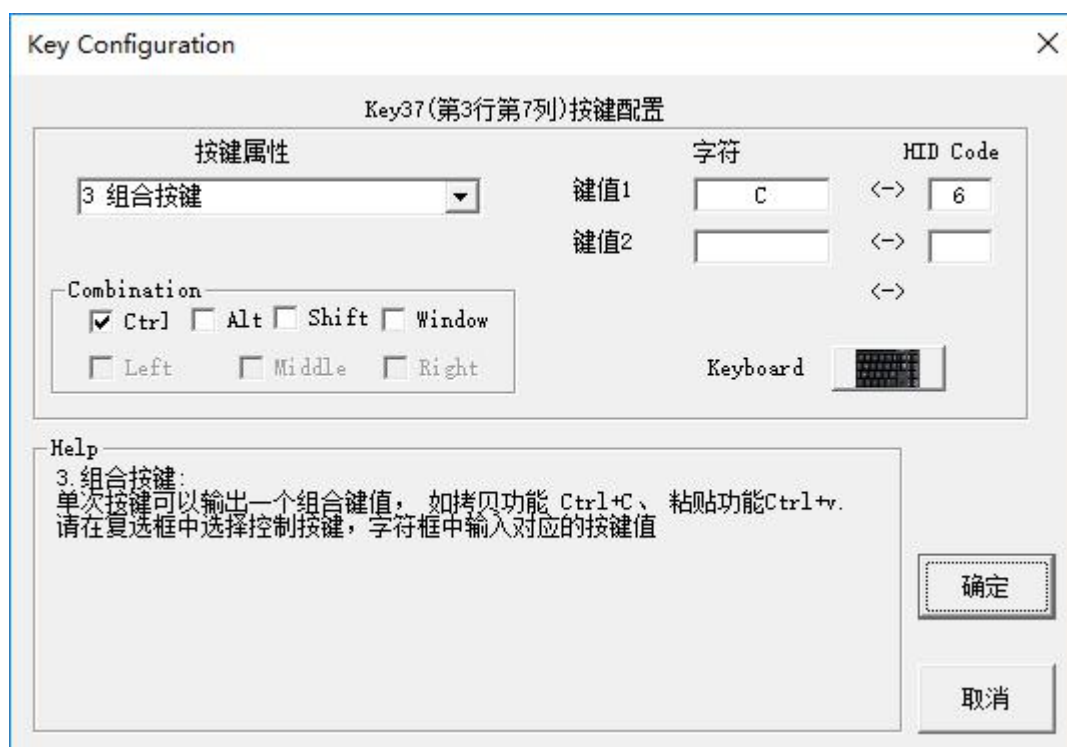 Key Configuration
Key37(第3行第7列)按键配置
按键属性
字符
HID Code
3 组合按键
键值1
C
<->
6
键值2
<->
<->
Combination
Ctrl
Alt
Shift
Window
Left
Middle
Right
Keyboard
Help
3.组合按键:
单次按键可以输出一个组合键值, 如拷贝功能 Ctrl+C、 粘贴功能Ctrl+v.
请在复选框中选择控制按键,字符框中输入对应的按键值
确定
取消